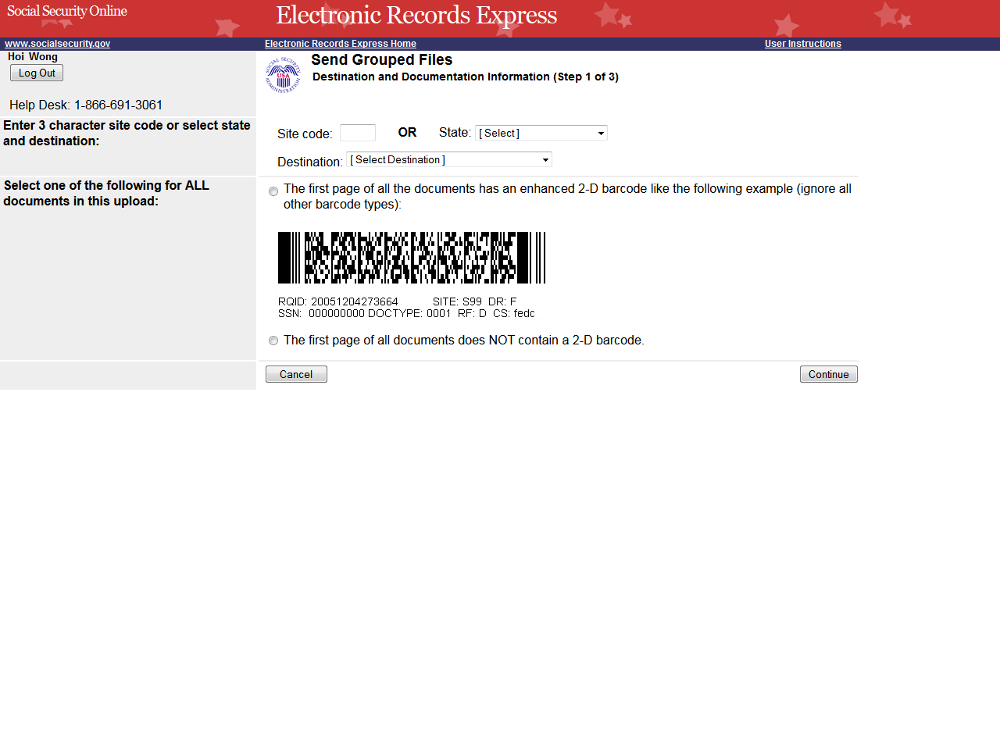 Social Security Online
Electronic Records Express
www.socialsecurity.gov
Electronic Records Express Home
User Instructions
Hoi Wong
Log Out
Help Desk: 1-866-691-3061
SOCIAL SECURITY ADMINISTRATION
USA
Send Grouped Files
Destination and Documentation Information (Step 1 of 3)
Enter 3 character site code or select state
and destination:
Site code:
OR
State:
[ Select ]
Destination:
[ Select Destination ]
Select one of the following for ALL
documents in this upload:
The first page of all the documents has an enhanced 2-D barcode like the following example (ignore all
other barcode types):
RQID: 20051204273664 SITE: S99 DR: F
SSN: 000000000 DOCTYPE: 0001 RF: D CS: fedc
The first page of all documents does NOT contain a 2-D barcode.
Cancel
Continue